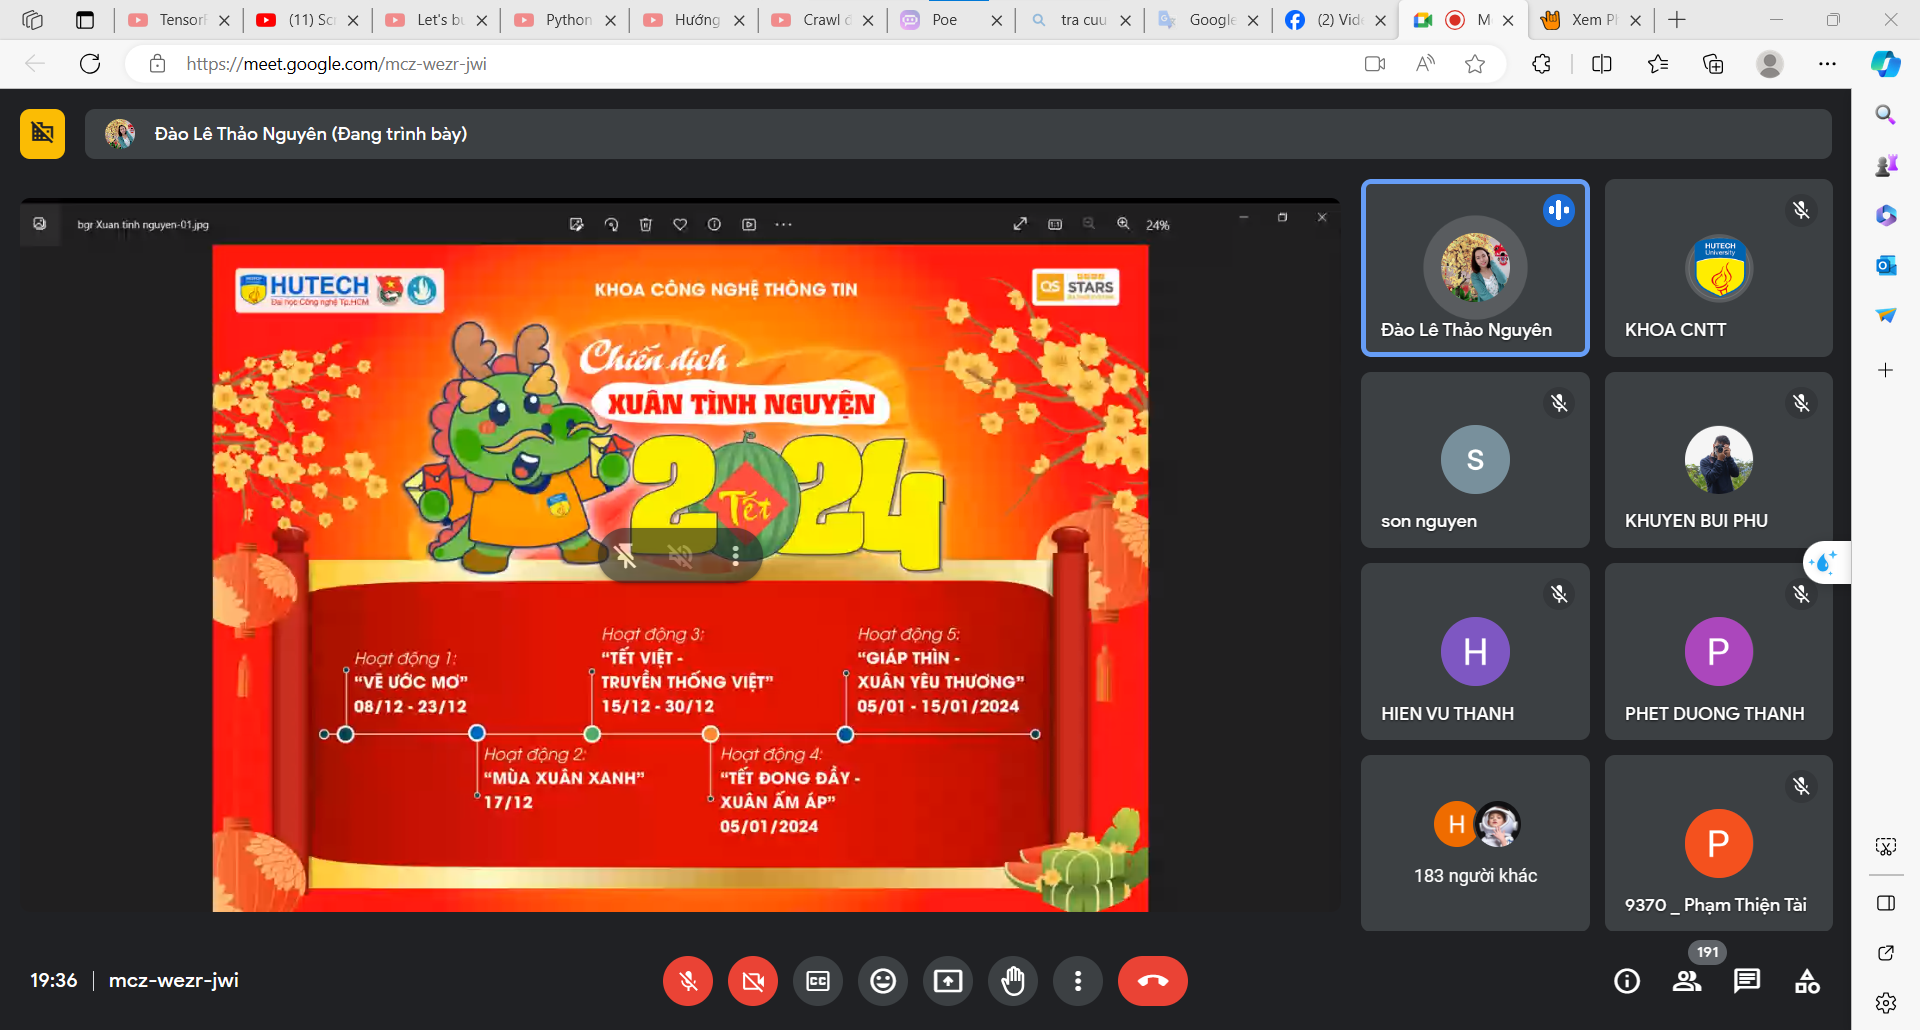 TensorF
(11) Sc
Let's bu
Python
Hướng
Crawl d
Poe
tra cuu
Google
(2) Vid
M
Xem Ph
https://meet.google.com/mcz-wezr-jwi
Đào Lê Thảo Nguyên (Đang trình bày)
bgr Xuan tinh nguyen-01.jpg
24%
HUTECH
Đại học Công nghệ Tp.HCM
KHOA CÔNG NGHỆ THÔNG TIN
QS STARS
Chiến dịch
XUÂN TÌNH NGUYỆN
2024
Tết
Hoạt động 1:
"VẼ ƯỚC MƠ"
08/12 - 23/12
Hoạt động 2:
"MÙA XUÂN XANH"
17/12
Hoạt động 3:
"TẾT VIỆT -
TRUYỀN THỐNG VIỆT"
15/12 - 30/12
Hoạt động 4:
"TẾT ĐONG ĐẦY -
XUÂN ẤM ÁP"
05/01/2024
Hoạt động 5:
"GIÁP THÌN -
XUÂN YÊU THƯƠNG"
05/01 - 15/01/2024
Đào Lê Thảo Nguyên
HUTECH
University
KHOA CNTT
S
son nguyen
KHUYEN BUI PHU
H
HIEN VU THANH
P
PHET DUONG THANH
H
183 người khác
P
9370 _ Phạm Thiện Tài
19:36
mcz-wezr-jwi
191